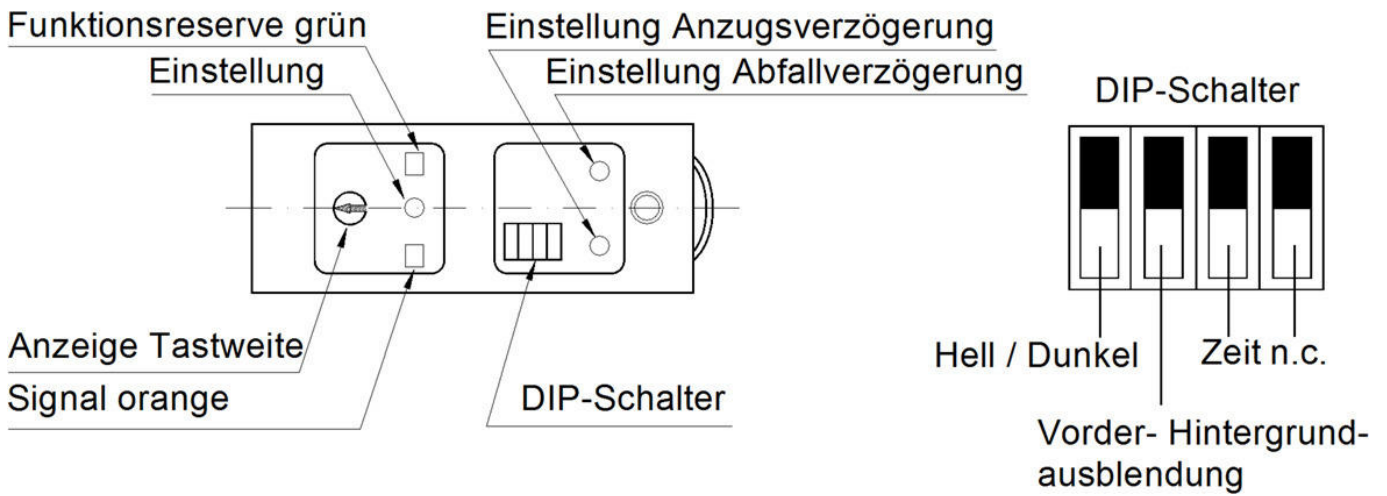 Funktionsreserve grün
Einstellung
Einstellung Anzugsverzögerung
Einstellung Abfallverzögerung
Anzeige Tastweite
Signal orange
DIP-Schalter
DIP-Schalter
Hell / Dunkel
Zeit n.c.
Vorder- Hintergrund-
ausblendung